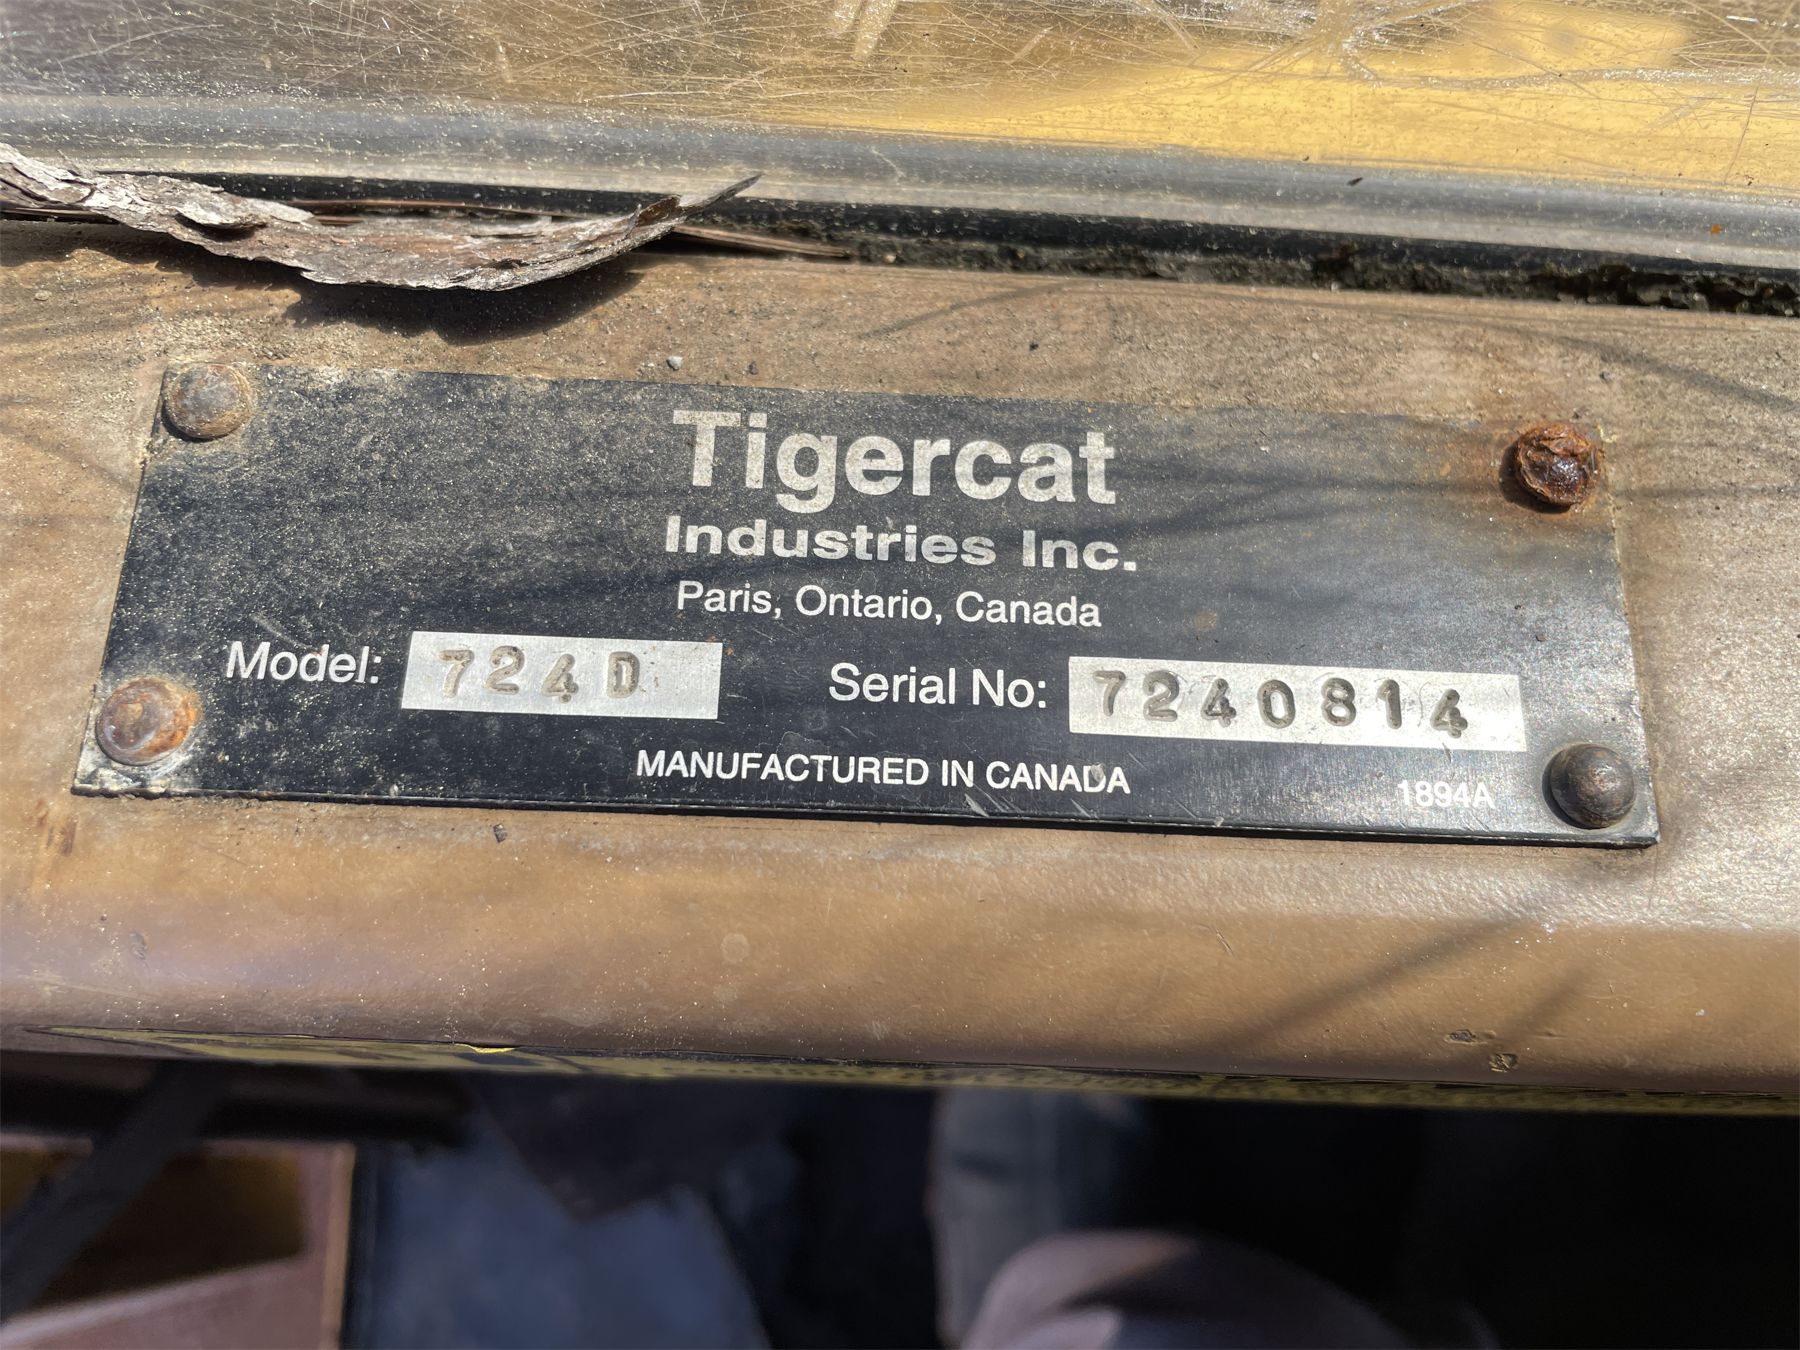 Tigercat
Industries Inc.
Paris, Ontario, Canada
Model: 724D Serial No: 7240814
MANUFACTURED IN CANADA
1894A